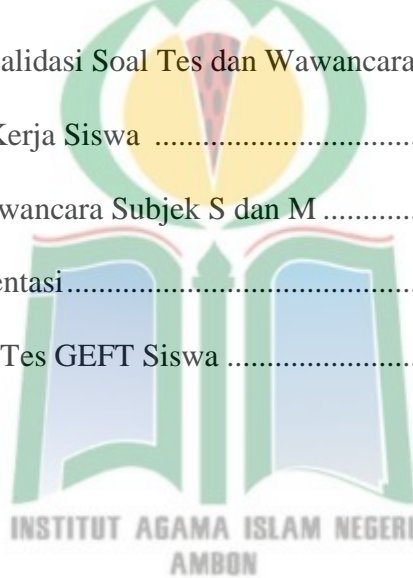 alidasi Soal Tes dan Wawancara
Kerja Siswa ...............................
wancara Subjek S dan M ............
entasi..........................................
Tes GEFT Siswa .......................
INSTITUT AGAMA ISLAM NEGERI
AMBON